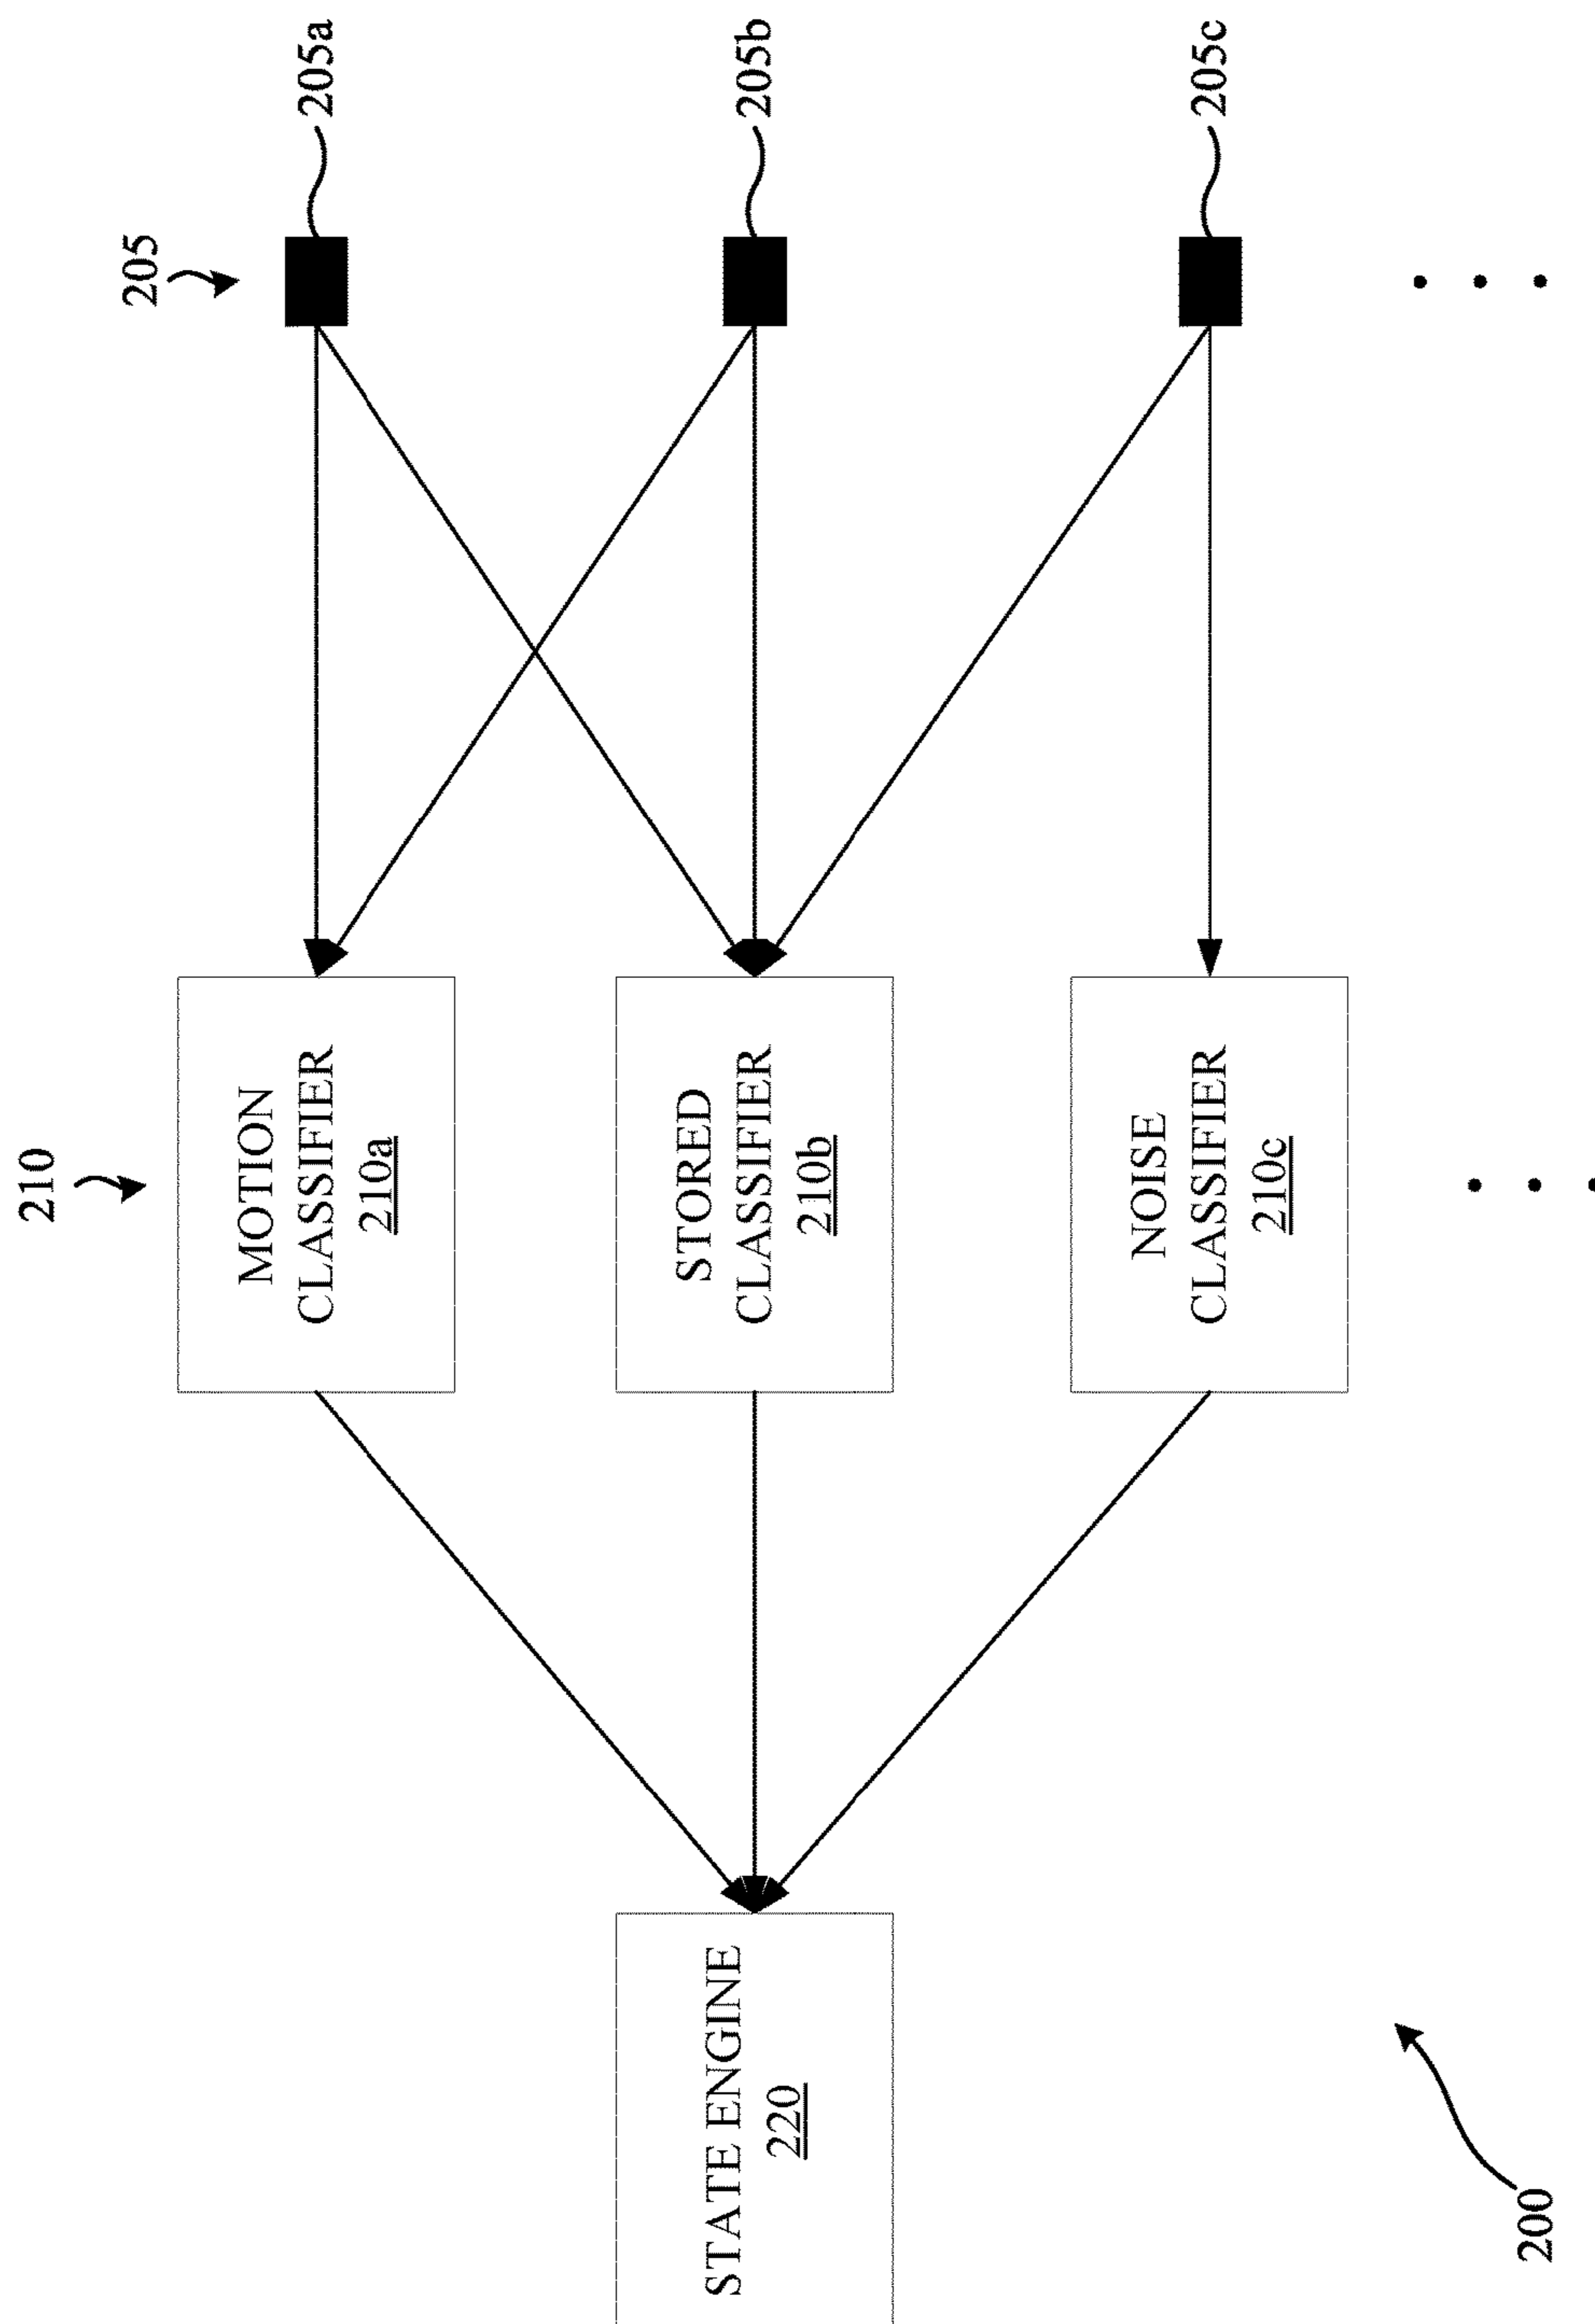 205
205a
205b
205c
210
MOTION
CLASSIFIER
210a
STORED
CLASSIFIER
210b
NOISE
CLASSIFIER
210c
STATE ENGINE
220
200